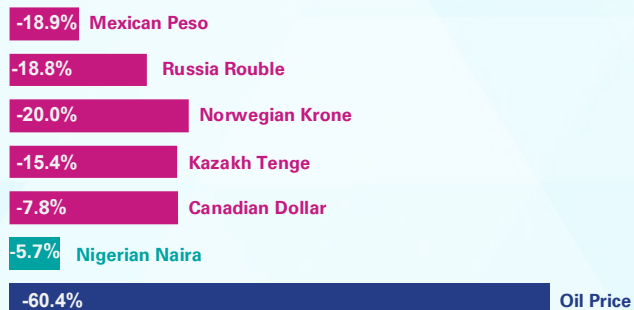 -18.9% Mexican Peso
-18.8% Russia Rouble
-20.0% Norwegian Krone
-15.4% Kazakh Tenge
-7.8% Canadian Dollar
-5.7% Nigerian Naira
-60.4% Oil Price